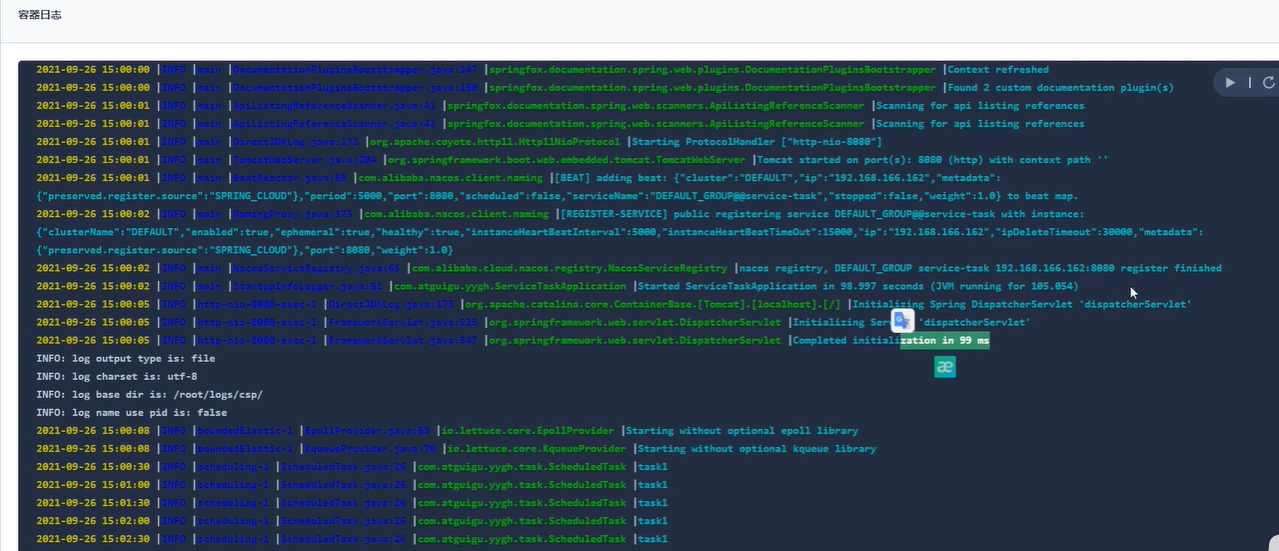 容器日志
2021-09-26 15:00:00 |INFO |main |DocumentationPluginsBootstrapper.java:147 |springfox.documentation.spring.web.plugins.DocumentationPluginsBootstrapper |Context refreshed
2021-09-26 15:00:00 |INFO |main |DocumentationPluginsBootstrapper.java:150 |springfox.documentation.spring.web.plugins.DocumentationPluginsBootstrapper |Found 2 custom documentation plugin(s)
2021-09-26 15:00:01 |INFO |main |ApiListingReferenceScanner.java:41 |springfox.documentation.spring.web.scanners.ApiListingReferenceScanner |Scanning for api listing references
2021-09-26 15:00:01 |INFO |main |ApiListingReferenceScanner.java:41 |springfox.documentation.spring.web.scanners.ApiListingReferenceScanner |Scanning for api listing references
2021-09-26 15:00:01 |INFO |main |DirectJDKLog.java:173 |org.apache.coyote.http11.Http11NioProtocol |Starting ProtocolHandler ["http-nio-8080"]
2021-09-26 15:00:01 |INFO |main |TomcatWebServer.java:204 |org.springframework.boot.web.embedded.tomcat.TomcatWebServer |Tomcat started on port(s): 8080 (http) with context path ''
2021-09-26 15:00:01 |INFO |main |BeatReactor.java:58 |com.alibaba.nacos.client.naming |[BEAT] adding beat: {"cluster":"DEFAULT","ip":"192.168.166.162","metadata":
{"preserved.register.source":"SPRING_CLOUD"},"period":5000,"port":8080,"scheduled":false,"serviceName":"DEFAULT_GROUP@@service-task","stopped":false,"weight":1.0} to beat map.
2021-09-26 15:00:02 |INFO |main |NamingProxy.java:175 |com.alibaba.nacos.client.naming |[REGISTER-SERVICE] public registering service DEFAULT_GROUP@@service-task with instance:
{"clusterName":"DEFAULT","enabled":true,"ephemeral":true,"healthy":true,"instanceHeartBeatInterval":5000,"instanceHeartBeatTimeOut":15000,"ip":"192.168.166.162","ipDeleteTimeout":30000,"metadata":
{"preserved.register.source":"SPRING_CLOUD"},"port":8080,"weight":1.0}
2021-09-26 15:00:02 |INFO |main |NacosServiceRegistry.java:65 |com.alibaba.cloud.nacos.registry.NacosServiceRegistry |nacos registry, DEFAULT_GROUP service-task 192.168.166.162:8080 register finished
2021-09-26 15:00:02 |INFO |main |StartupInfoLogger.java:61 |com.atguigu.yygh.ServiceTaskApplication |Started ServiceTaskApplication in 98.997 seconds (JVM running for 105.054)
2021-09-26 15:00:05 |INFO |http-nio-8080-exec-1 |DirectJDKLog.java:173 |org.apache.catalina.core.ContainerBase.[Tomcat].[localhost].[/] |Initializing Spring DispatcherServlet 'dispatcherServlet'
2021-09-26 15:00:05 |INFO |http-nio-8080-exec-1 |FrameworkServlet.java:525 |org.springframework.web.servlet.DispatcherServlet |Initializing 'dispatcherServlet'
2021-09-26 15:00:05 |INFO |http-nio-8080-exec-1 |FrameworkServlet.java:547 |org.springframework.web.servlet.DispatcherServlet |Completed initialization in 99 ms
INFO: log output type is: file
INFO: log charset is: utf-8
INFO: log base dir is: /root/logs/csp/
INFO: log name use pid is: false
2021-09-26 15:00:08 |INFO |boundedElastic-1 |EpollProvider.java:68 |io.lettuce.core.EpollProvider |Starting without optional epoll library
2021-09-26 15:00:08 |INFO |boundedElastic-1 |KqueueProvider.java:70 |io.lettuce.core.KqueueProvider |Starting without optional kqueue library
2021-09-26 15:00:30 |INFO |scheduling-1 |ScheduledTask.java:26 |com.atguigu.yygh.task.ScheduledTask |task1
2021-09-26 15:01:00 |INFO |scheduling-1 |ScheduledTask.java:26 |com.atguigu.yygh.task.ScheduledTask |task1
2021-09-26 15:01:30 |INFO |scheduling-1 |ScheduledTask.java:26 |com.atguigu.yygh.task.ScheduledTask |task1
2021-09-26 15:02:00 |INFO |scheduling-1 |ScheduledTask.java:26 |com.atguigu.yygh.task.ScheduledTask |task1
2021-09-26 15:02:30 |INFO |scheduling-1 |ScheduledTask.java:26 |com.atguigu.yygh.task.ScheduledTask |task1